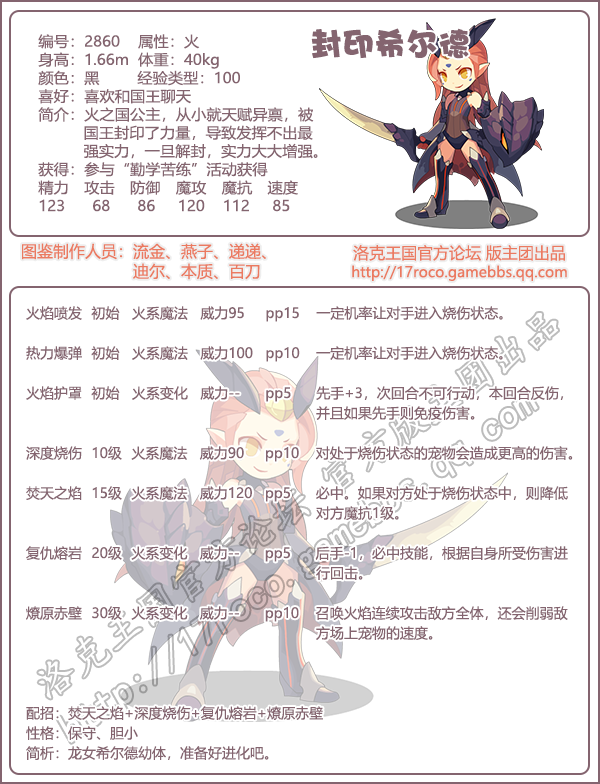 封印希尔德
编号：2860 属性：火
身高：1.66m 体重：40kg
颜色：黑 经验类型：100
喜好：喜欢和国王聊天
简介：火之国公主，从小就天赋异禀，被
国王封印了力量，导致发挥不出最
强实力，一旦解封，实力大大增强。
获得：参与“勤学苦练”活动获得
精力 攻击 防御 魔攻 魔抗 速度
123 68 86 120 112 85
图鉴制作人员：流金、燕子、递递、
迪尔、本质、百刀
洛克王国官方论坛 版主团出品
http://17roco.gamebbs.qq.com
火焰喷发 初始 火系魔法 威力95 pp15 一定机率让对手进入烧伤状态。
热力爆弹 初始 火系魔法 威力100 pp10 一定机率让对手进入烧伤状态。
火焰护罩 初始 火系变化 威力-- pp5 先手+3，次回合不可行动，本回合反伤，
并且如果先手则免疫伤害。
深度烧伤 10级 火系魔法 威力90 pp10 对处于烧伤状态的宠物会造成更高的伤害。
焚天之焰 15级 火系魔法 威力120 pp5 必中。如果对方处于烧伤状态中，则降低
对方魔抗1级。
复仇熔岩 20级 火系变化 威力-- pp5 后手-1，必中技能，根据自身所受伤害进
行回击。
燎原赤壁 30级 火系变化 威力-- pp10 召唤火焰连续攻击敌方全体，还会削弱敌
方场上宠物的速度。
配招：焚天之焰+深度烧伤+复仇熔岩+燎原赤壁
性格：保守、胆小
简析：龙女希尔德幼体，准备好进化吧。
洛克王国官方论坛 官方版主团出品
http://17roco.gamebbs.qq.com